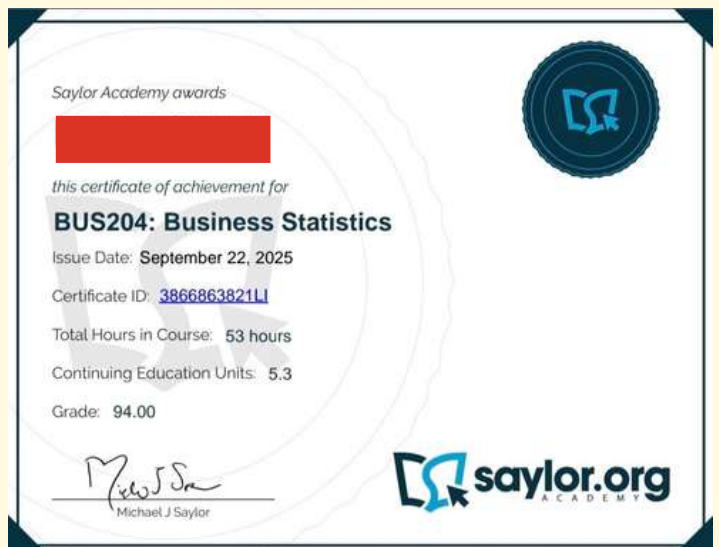 Saylor Academy awards
this certificate of achievement for
BUS204: Business Statistics
Issue Date: September 22, 2025
Certificate ID: 3866863821LI
Total Hours in Course: 53 hours
Continuing Education Units: 5.3
Grade: 94.00
Michael J Saylor
saylor.org
ACADEMY